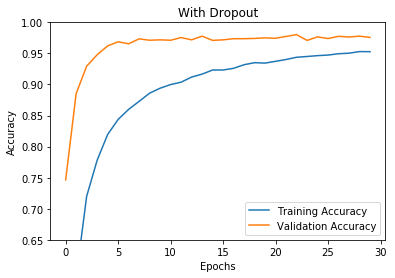 With Dropout
1.00
0.95
0.90
0.85
0.80
0.75
0.70
0.65
Accuracy
Training Accuracy
Validation Accuracy
0 5 10 15 20 25 30
Epochs